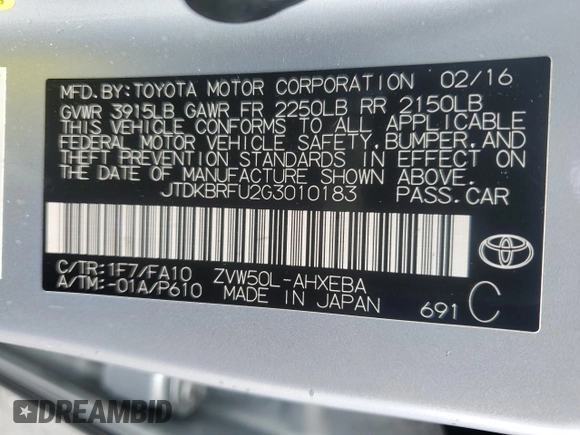 MFD.BY:TOYOTA MOTOR CORPORATION 02/16
GVWR 3915LB GAWR FR 2250LB RR 2150LB
THIS VEHICLE CONFORMS TO ALL APPLICABLE
FEDERAL MOTOR VEHICLE SAFETY,BUMPER,AND
THEFT PREVENTION STANDARDS IN EFFECT ON
THE DATE OF MANUFACTURE SHOWN ABOVE.
JTDKBRFU2G3010183 PASS.CAR
C/TR:1F7/FA10 ZVW50L-AHXEBA
A/TM:-01A/P610 MADE IN JAPAN
691 C
TOYOTA
DREAMBID